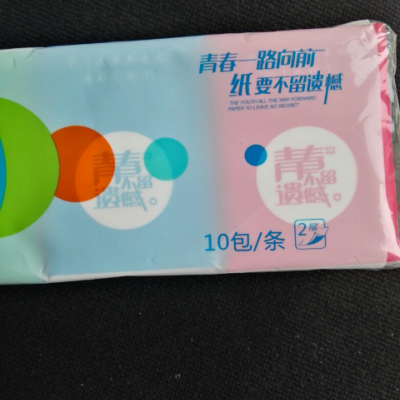 青春一路向前
纸要不留遗憾
THE YOUTH ALL THE WAY FORWARD
PAPER TO LEAVE NO REGRET
青春
不留
遗憾。
青春
不留
遗憾。
10包/条
2层